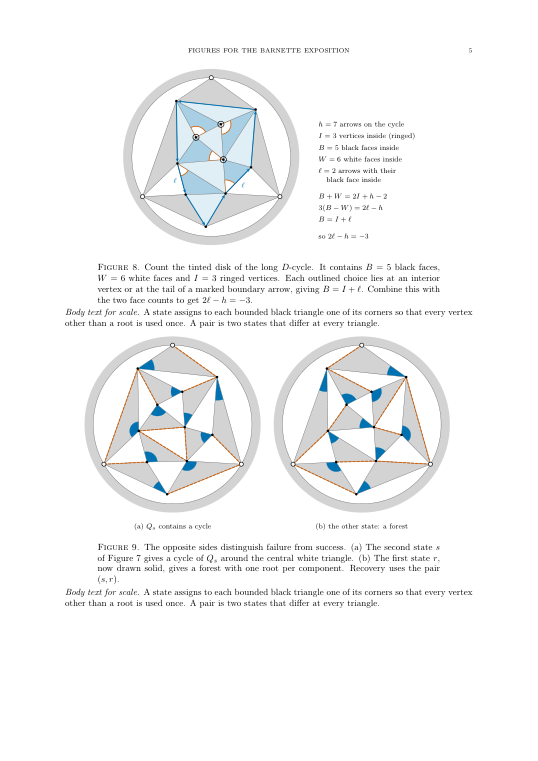 FIGURES FOR THE BARNETTE EXPOSITION 5
h = 7 arrows on the cycle
I = 3 vertices inside (ringed)
B = 5 black faces inside
W = 6 white faces inside
ℓ = 2 arrows with their
black face inside
B + W = 2I + h − 2
3(B − W) = 2ℓ − h
B = I + ℓ
so 2ℓ − h = −3
ℓ
ℓ
FIGURE 8. Count the tinted disk of the long D-cycle. It contains B = 5 black faces,
W = 6 white faces and I = 3 ringed vertices. Each outlined choice lies at an interior
vertex or at the tail of a marked boundary arrow, giving B = I + ℓ. Combine this with
the two face counts to get 2ℓ − h = −3.
Body text for scale. A state assigns to each bounded black triangle one of its corners so that every vertex
other than a root is used once. A pair is two states that differ at every triangle.
(a) Qₛ contains a cycle
(b) the other state: a forest
FIGURE 9. The opposite sides distinguish failure from success. (a) The second state s
of Figure 7 gives a cycle of Qₛ around the central white triangle. (b) The first state r,
now drawn solid, gives a forest with one root per component. Recovery uses the pair
(s, r).
Body text for scale. A state assigns to each bounded black triangle one of its corners so that every vertex
other than a root is used once. A pair is two states that differ at every triangle.